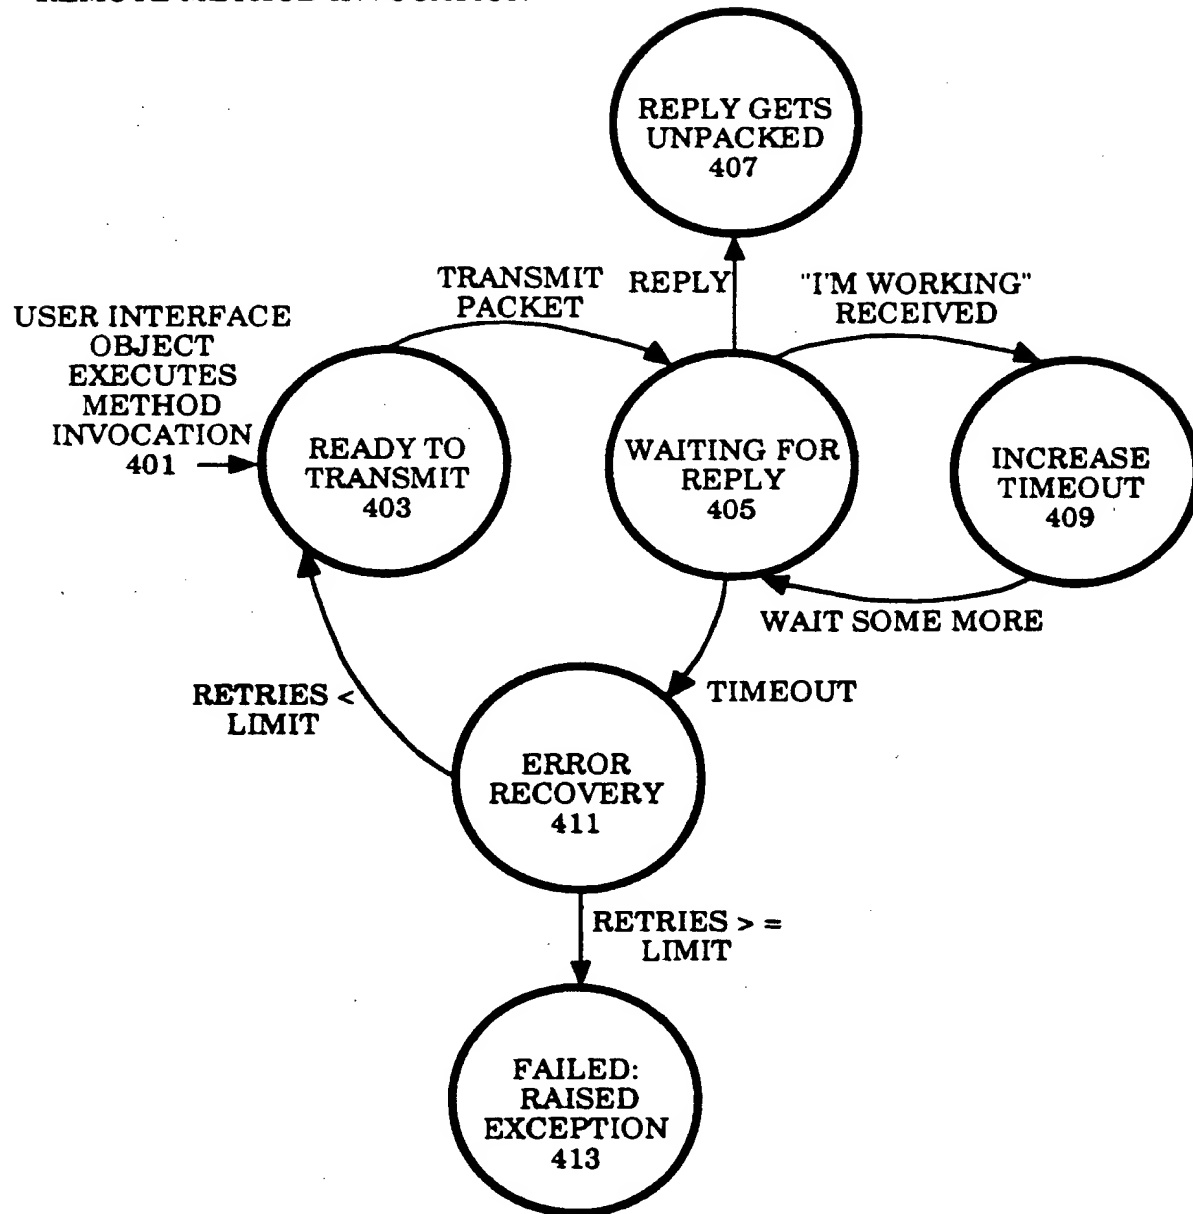 REPLY GETS
UNPACKED
407
TRANSMIT
PACKET
REPLY
"I'M WORKING"
RECEIVED
USER INTERFACE
OBJECT
EXECUTES
METHOD
INVOCATION
401
READY TO
TRANSMIT
403
WAITING FOR
REPLY
405
INCREASE
TIMEOUT
409
WAIT SOME MORE
RETRIES <
LIMIT
TIMEOUT
ERROR
RECOVERY
411
RETRIES > =
LIMIT
FAILED:
RAISED
EXCEPTION
413